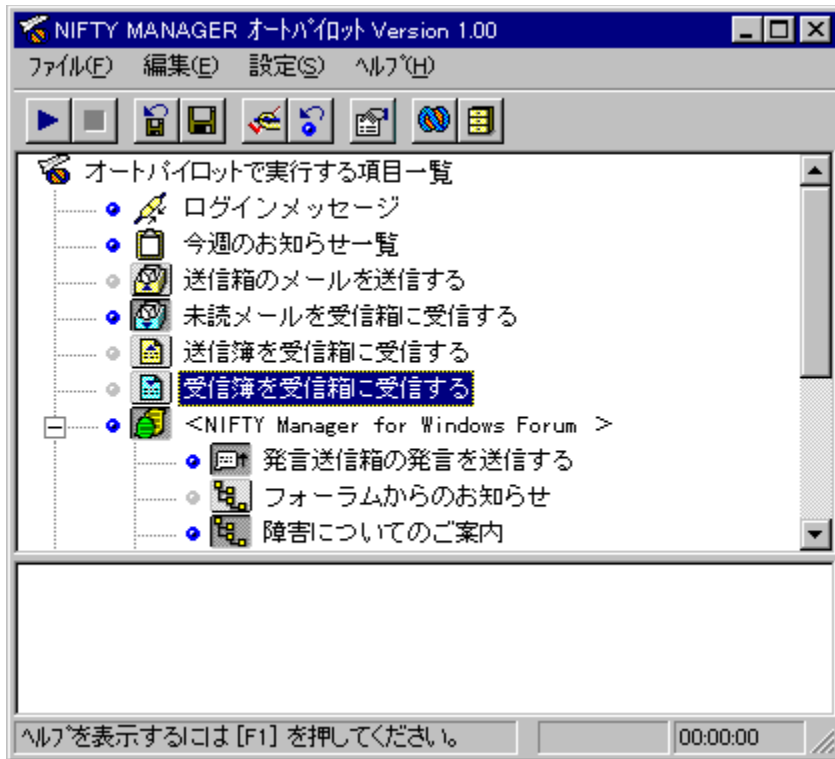 NIFTY MANAGER ｵｰﾄﾊﾟｲﾛｯﾄ Version 1.00
ﾌｧｲﾙ(F) 編集(E) 設定(S) ﾍﾙﾌﾟ(H)
オートパイロットで実行する項目一覧
ログインメッセージ
今週のお知らせ一覧
送信箱のメールを送信する
未読メールを受信箱に受信する
送信簿を受信箱に受信する
受信簿を受信箱に受信する
<NIFTY Manager for Windows Forum >
発言送信箱の発言を送信する
フォーラムからのお知らせ
障害についてのご案内
ﾍﾙﾌﾟを表示するには [F1] を押してください。 00:00:00